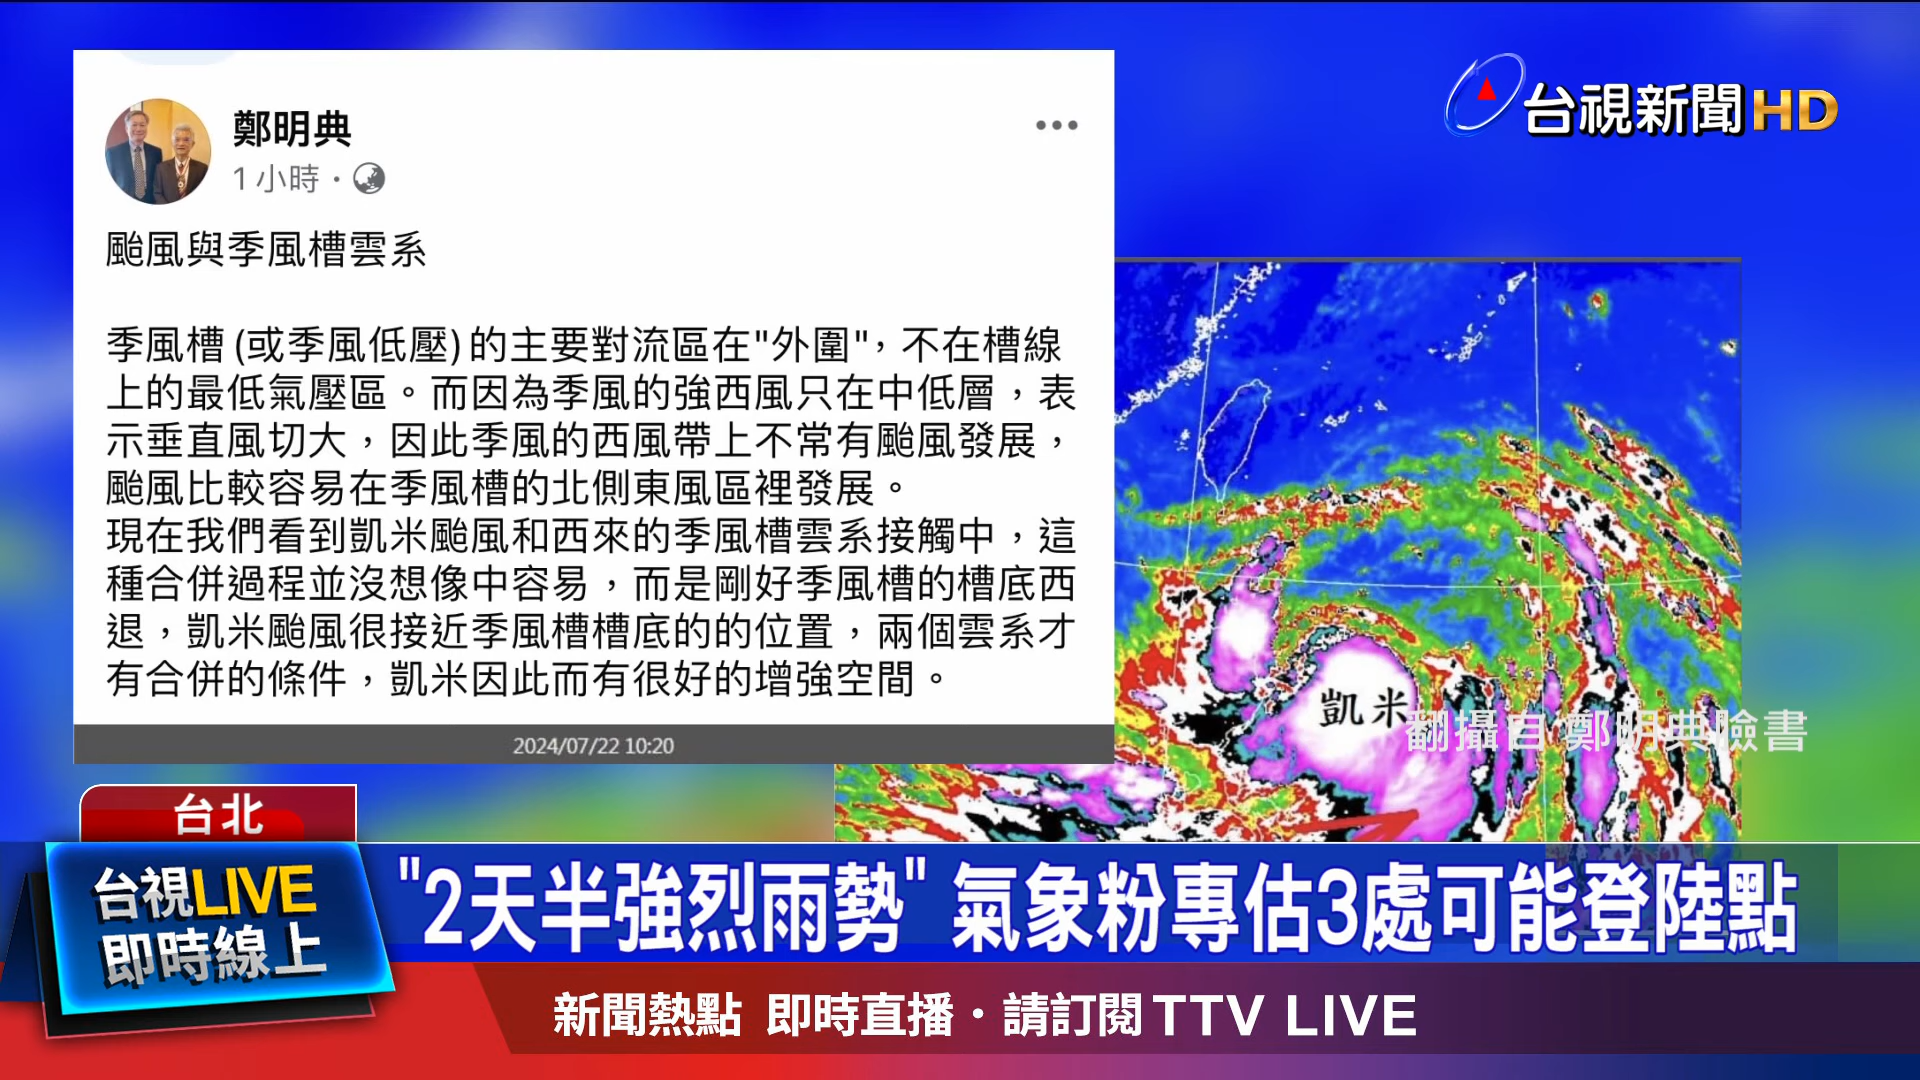 鄭明典
1 小時・
颱風與季風槽雲系
季風槽 (或季風低壓) 的主要對流區在"外圍"，不在槽線
上的最低氣壓區。而因為季風的強西風只在中低層，表
示垂直風切大，因此季風的西風帶上不常有颱風發展，
颱風比較容易在季風槽的北側東風區裡發展。
現在我們看到凱米颱風和西來的季風槽雲系接觸中，這
種合併過程並沒想像中容易，而是剛好季風槽的槽底西
退，凱米颱風很接近季風槽槽底的的位置，兩個雲系才
有合併的條件，凱米因此而有很好的增強空間。
2024/07/22 10:20
台視新聞HD
凱米
翻攝自 鄭明典臉書
台北
台視LIVE
即時線上
"2天半強烈雨勢" 氣象粉專估3處可能登陸點
新聞熱點 即時直播・請訂閱TTV LIVE